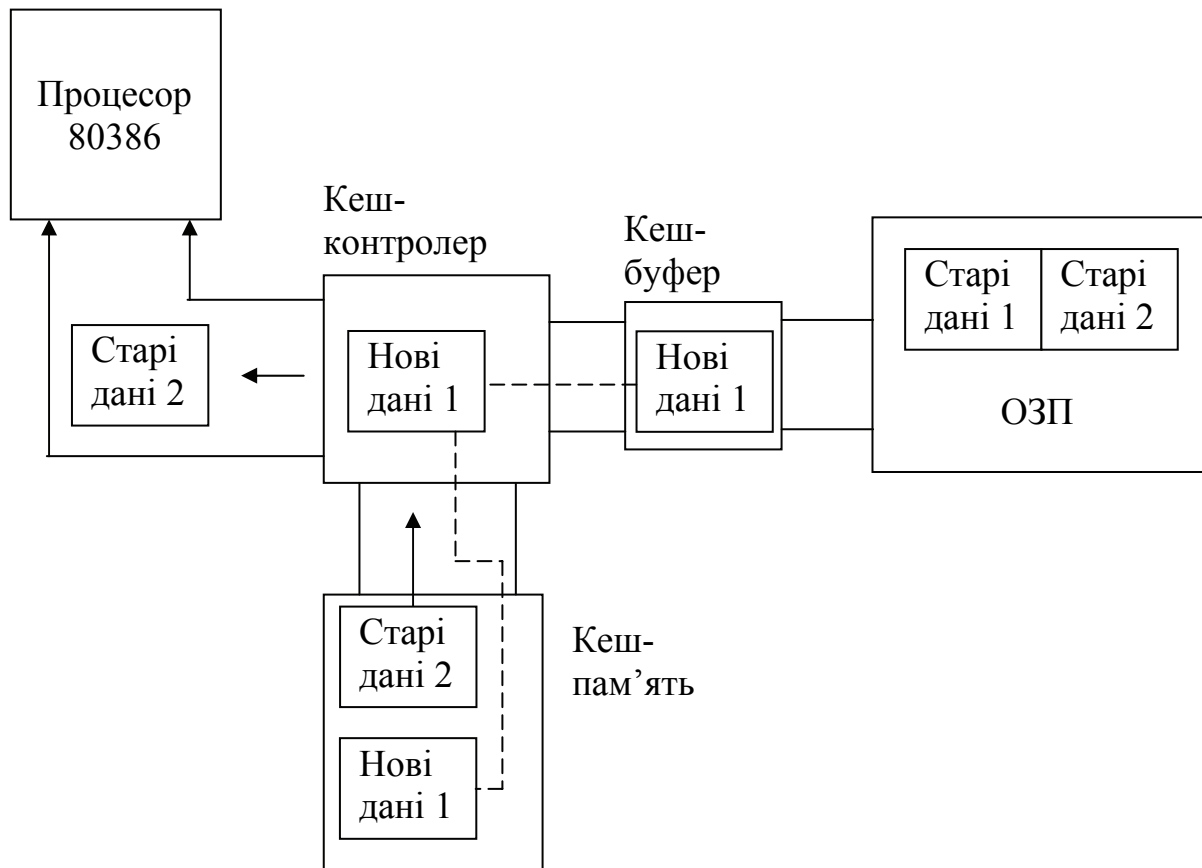 Процесор
80386
Кеш-
контролер
Кеш-
буфер
Старі
дані 1
Старі
дані 2
ОЗП
Старі
дані 2
Нові
дані 1
Нові
дані 1
Старі
дані 2
Нові
дані 1
Кеш-
пам’ять